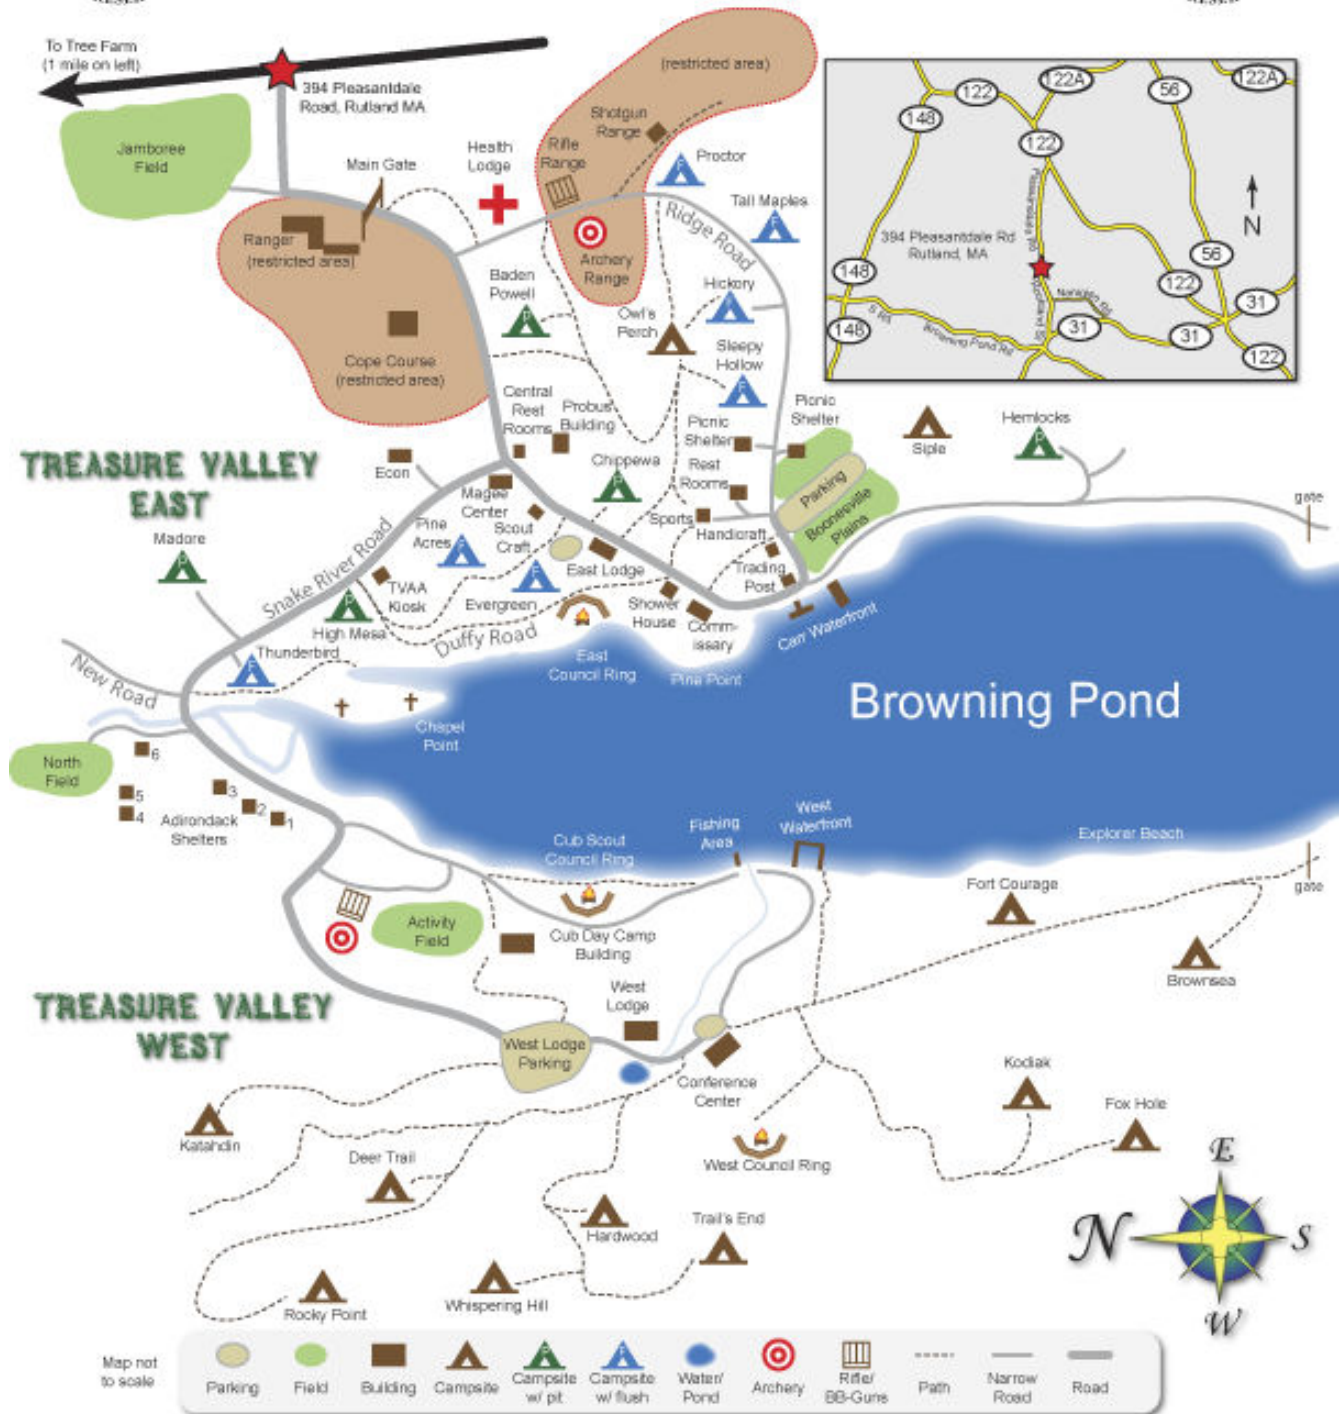 To Tree Farm
(1 mile on left)
394 Pleasantdale
Road, Rutland MA
Jamboree
Field
Main Gate
Health
Lodge
Rifle
Range
Shotgun
Range
(restricted area)
Proctor
Tall Maples
Ridge Road
Ranger
(restricted area)
Archery
Range
Baden
Powell
Hickory
Owl's
Perch
Sleepy
Hollow
Cope Course
(restricted area)
122
122A
56
122A
148
122
Pleasantdale Rd
N
394 Pleasantdale Rd
Rutland, MA
148
56
122
31
148
31
31
122
Browning Pond Rd
Central
Rest
Rooms
Probus
Building
Picnic
Shelter
Picnic
Shelter
Siple
Hemlocks
P
TREASURE VALLEY
EAST
Econ
Chippewa
Rest
Rooms
Parking
Boonesville
Plains
gate
Magee
Center
Scout
Craft
Sports
Handicraft
Pine
Acres
Madore
Snake River Road
East Lodge
Trading
Post
TVAA
Kiosk
Evergreen
Shower
House
Comm-
issary
Carr Waterfront
High Mesa
Duffy Road
Thunderbird
East
Council Ring
Pine Point
New Road
Browning Pond
Chapel
Point
North
Field
6
5
4
3
2
1
Adirondack
Shelters
Fishing
Area
West
Waterfront
Explorer Beach
Cub Scout
Council Ring
gate
Fort Courage
Activity
Field
Cub Day Camp
Building
Brownsea
West
Lodge
TREASURE VALLEY
WEST
West Lodge
Parking
Conference
Center
Kodiak
Fox Hole
Katahdin
Deer Trail
West Council Ring
Hardwood
Trail's End
E
N
S
W
Rocky Point
Whispering Hill
Map not
to scale
Parking
Field
Building
Campsite
Campsite
w/ pit
Campsite
w/ flush
Water/
Pond
Archery
Rifle/
BB-Guns
Path
Narrow
Road
Road